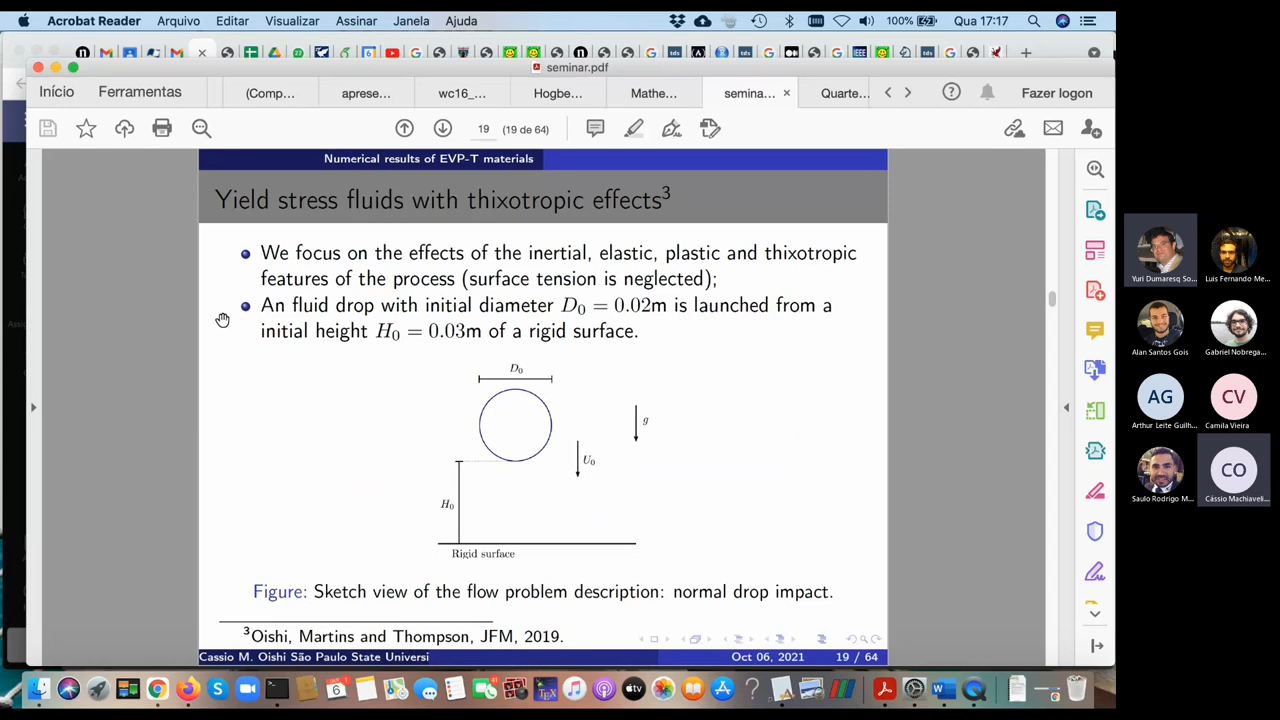 Acrobat Reader Arquivo Editar Visualizar Assinar Janela Ajuda 100% Qua 17:17
seminar.pdf
Início Ferramentas (Comp... aprese... wc16_... Hogbe... Mathe... semina... × Quarte... Fazer logon
19 (19 de 64)
Numerical results of EVP-T materials
Yield stress fluids with thixotropic effects³
We focus on the effects of the inertial, elastic, plastic and thixotropic
features of the process (surface tension is neglected);
An fluid drop with initial diameter D₀ = 0.02m is launched from a
initial height H₀ = 0.03m of a rigid surface.
D₀
g
U₀
H₀
Rigid surface
Figure: Sketch view of the flow problem description: normal drop impact.
³Oishi, Martins and Thompson, JFM, 2019.
Cassio M. Oishi São Paulo State Universi Oct 06, 2021 19 / 64
Yuri Dumaresq So... Luis Fernando Me...
Alan Santos Gois Gabriel Nobrega...
AG CV
Arthur Leite Guilh... Camila Vieira
CO
Saulo Rodrigo M... Cássio Machiaveli...